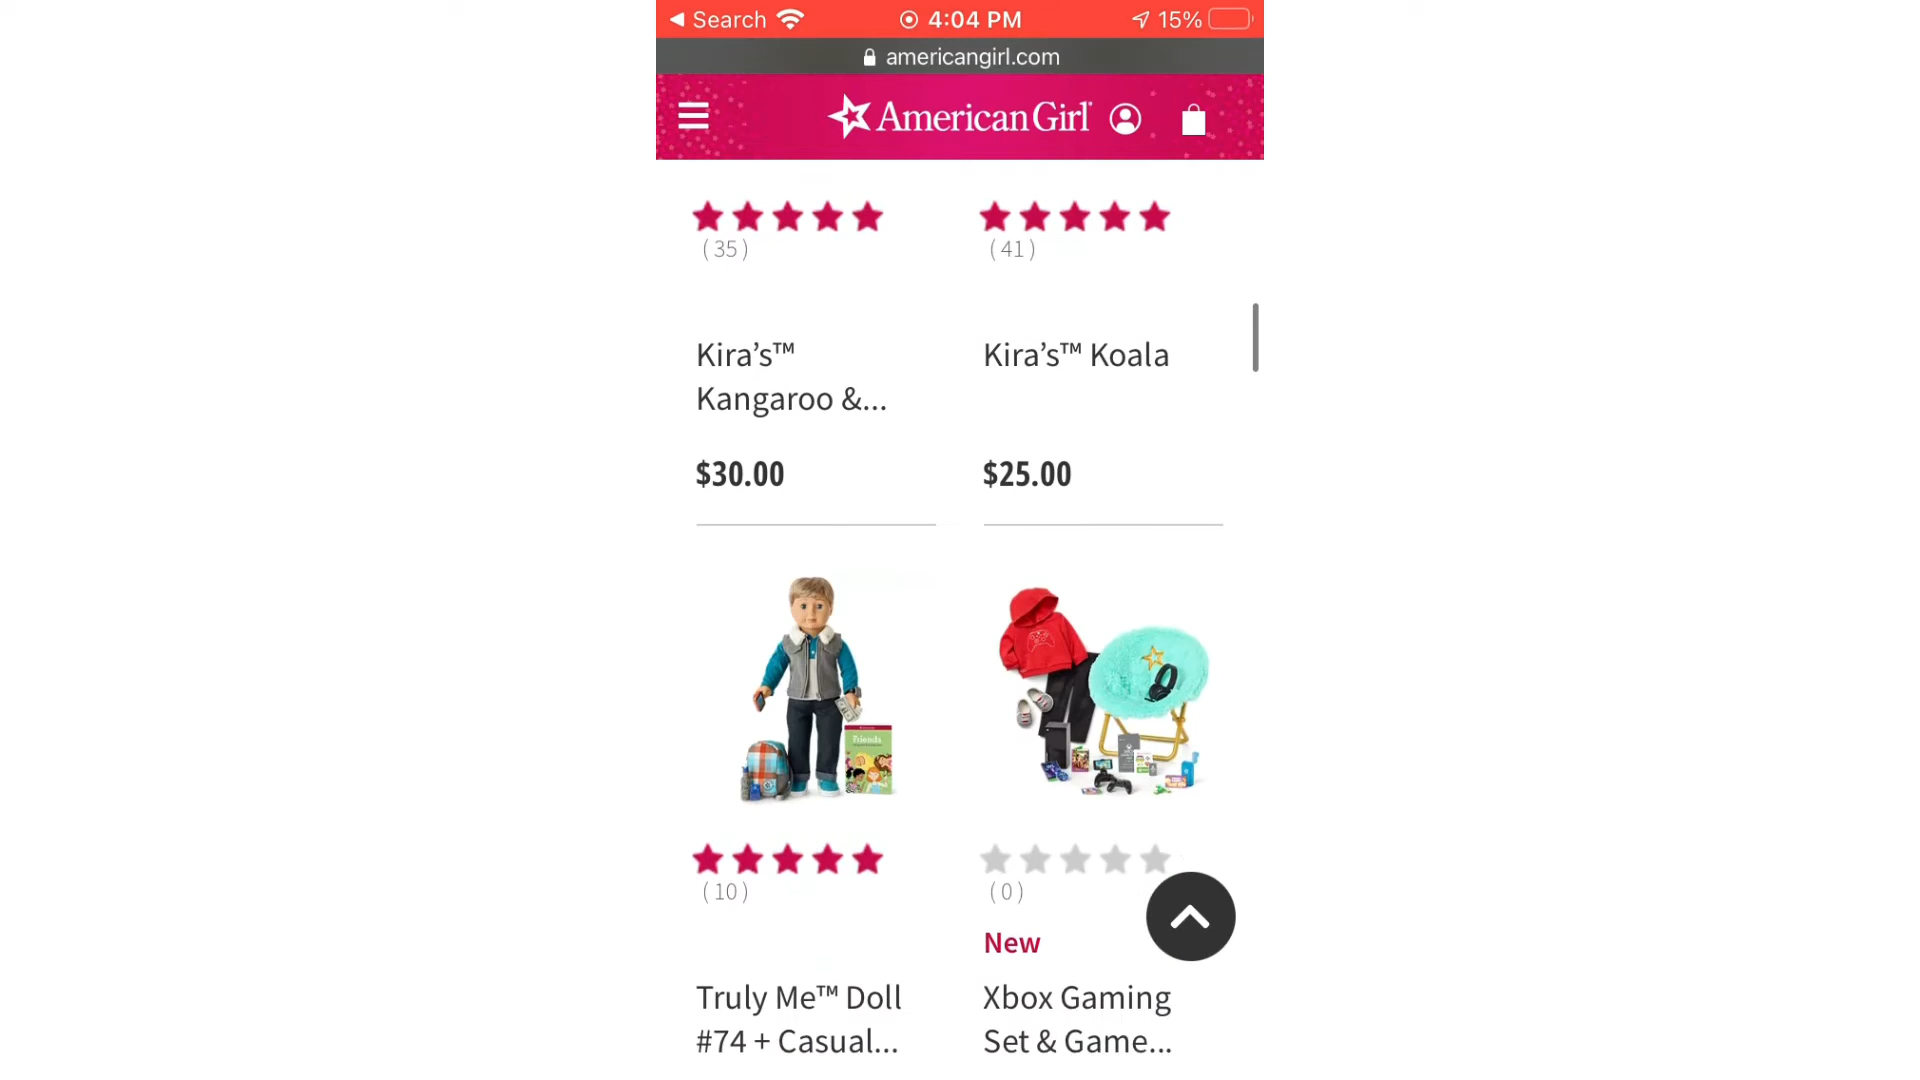 Search 4:04 PM 15%
americangirl.com
American Girl
(35) (41)
Kira’s™ Kira’s™ Koala
Kangaroo &...
$30.00 $25.00
Friends
(10) (0)
New
Truly Me™ Doll Xbox Gaming
#74 + Casual... Set & Game...